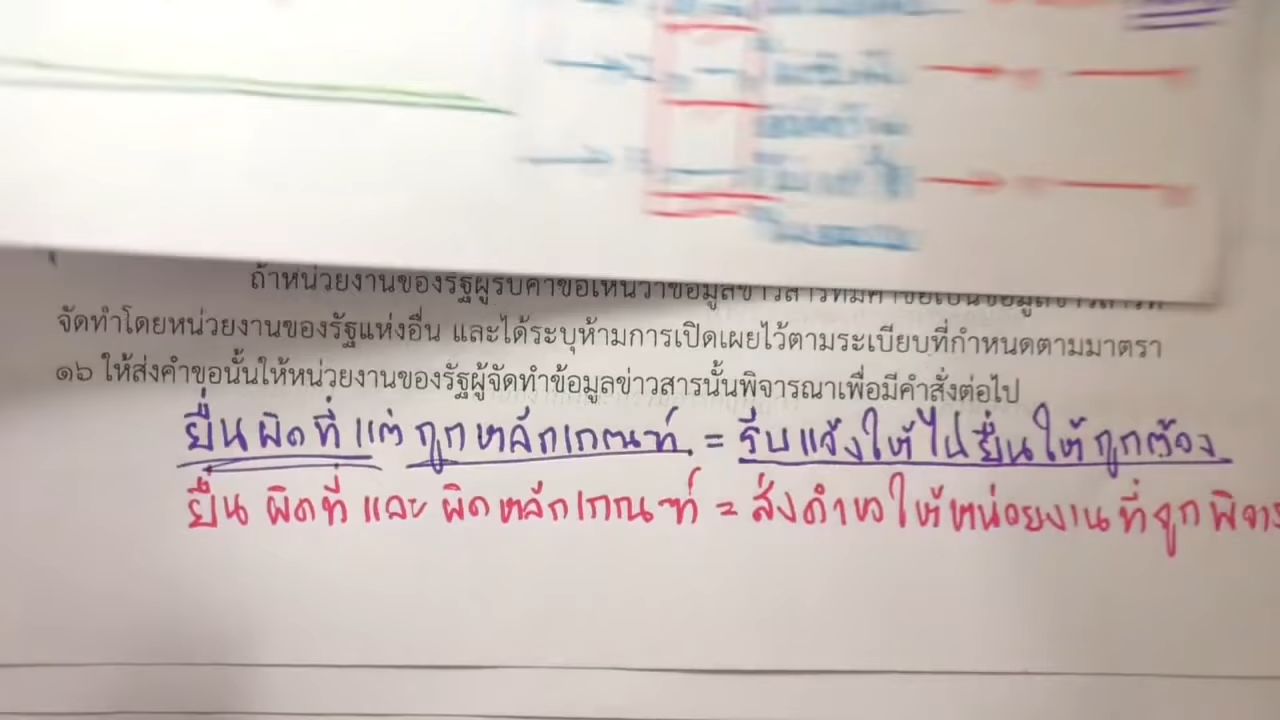 ถ้าหน่วยงานของรัฐผู้รับคำขอเห็นว่าข้อมูลข่าวสารที่มีคำขอเป็นข้อมูลข่าวสารที่
จัดทำโดยหน่วยงานของรัฐแห่งอื่น และได้ระบุห้ามการเปิดเผยไว้ตามระเบียบที่กำหนดตามมาตรา
๑๖ ให้ส่งคำขอนั้นให้หน่วยงานของรัฐผู้จัดทำข้อมูลข่าวสารนั้นพิจารณาเพื่อมีคำสั่งต่อไป
ยื่นผิดที่ แต่ ถูกหลักเกณฑ์ = รีบแจ้งให้ไปยื่นให้ถูกต้อง
ยื่น ผิดที่ และ ผิดหลักเกณฑ์ = ส่งคำขอให้หน่วยงานที่ถูกพิจาร